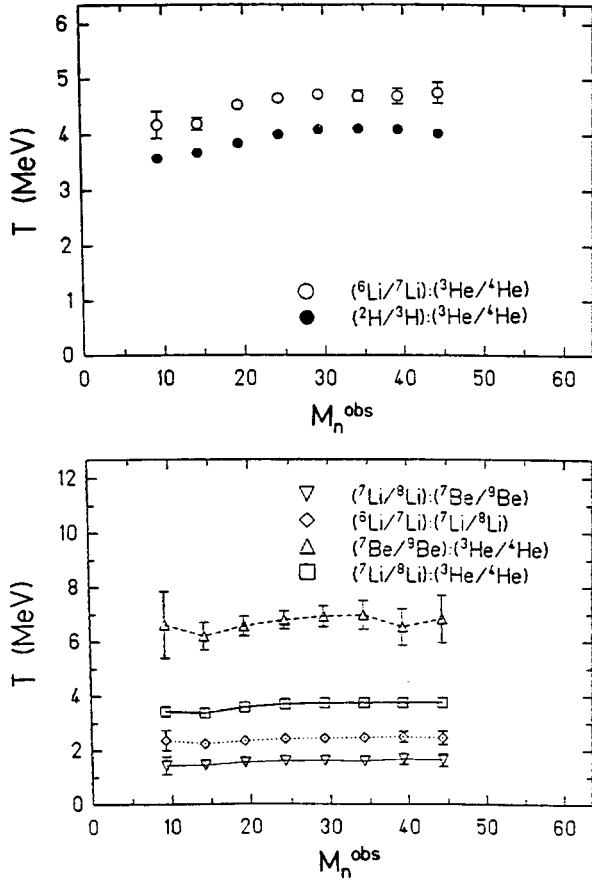 6
5
4
3
2
1
0
T (MeV)
○ (⁶Li/⁷Li):(³He/⁴He)
● (²H/³H):(³He/⁴He)
0 10 20 30 40 50 60
Mₙᵒᵇˢ
12
10
8
6
4
2
0
T (MeV)
▽ (⁷Li/⁸Li):(⁷Be/⁹Be)
◇ (⁶Li/⁷Li):(⁷Li/⁸Li)
△ (⁷Be/⁹Be):(³He/⁴He)
□ (⁷Li/⁸Li):(³He/⁴He)
0 10 20 30 40 50 60
Mₙᵒᵇˢ